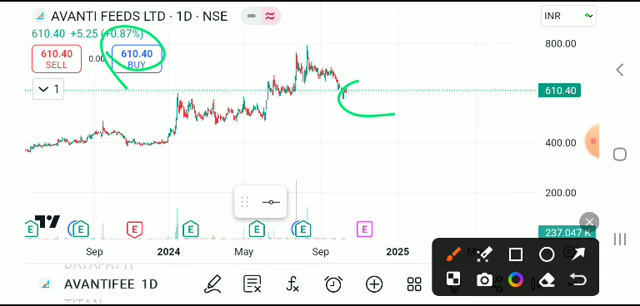 AVANTI FEEDS LTD · 1D · NSE
INR
610.40 +5.25 (+0.87%)
610.40
SELL
0.00
610.40
BUY
1
800.00
610.40
400.00
200.00
E E E E E E E
237.047 K
Sep 2024 May Sep 2025
AVANTIFEE 1D
TITAN